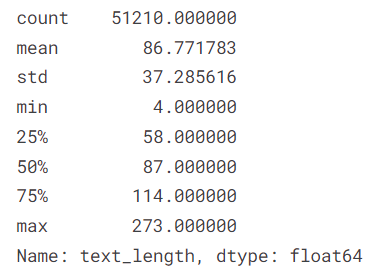 count 51210.000000
mean 86.771783
std 37.285616
min 4.000000
25% 58.000000
50% 87.000000
75% 114.000000
max 273.000000
Name: text_length, dtype: float64